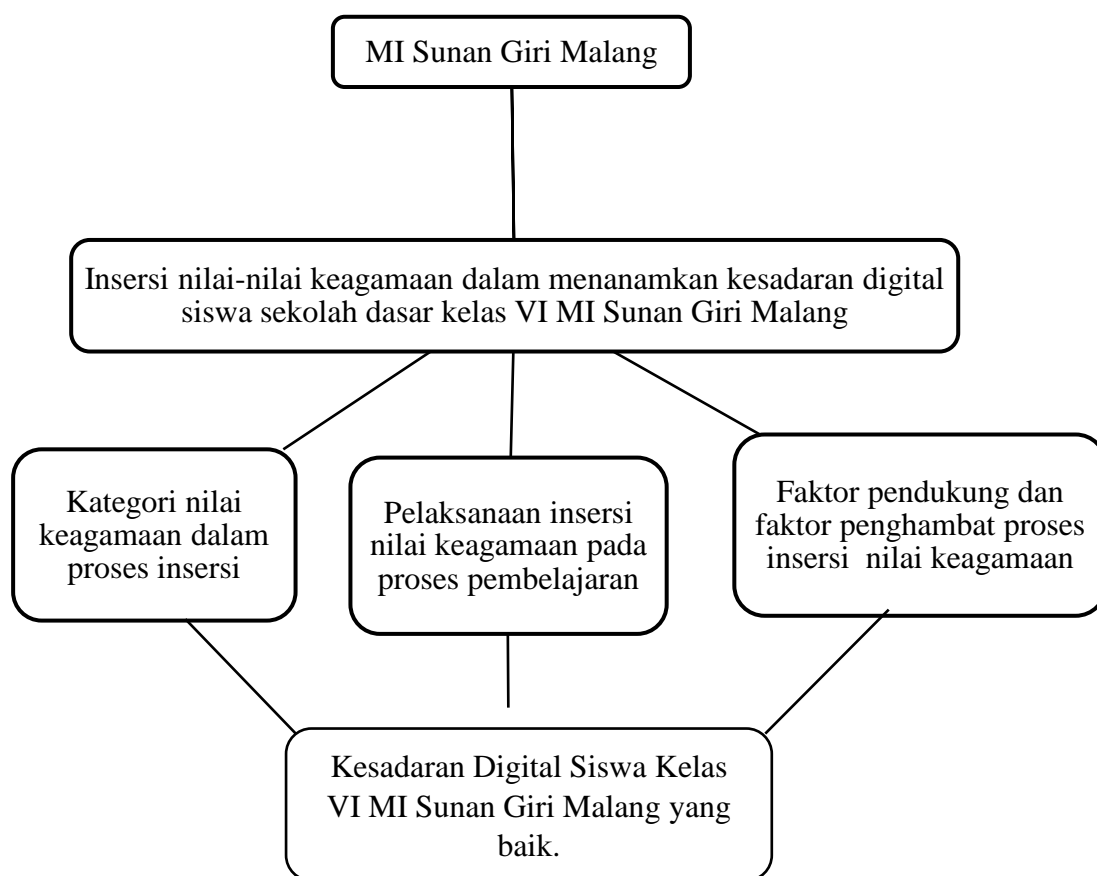 MI Sunan Giri Malang
Insersi nilai-nilai keagamaan dalam menanamkan kesadaran digital
siswa sekolah dasar kelas VI MI Sunan Giri Malang
Kategori nilai
keagamaan dalam
proses insersi
Pelaksanaan insersi
nilai keagamaan pada
proses pembelajaran
Faktor pendukung dan
faktor penghambat proses
insersi  nilai keagamaan
Kesadaran Digital Siswa Kelas
VI MI Sunan Giri Malang yang
baik.